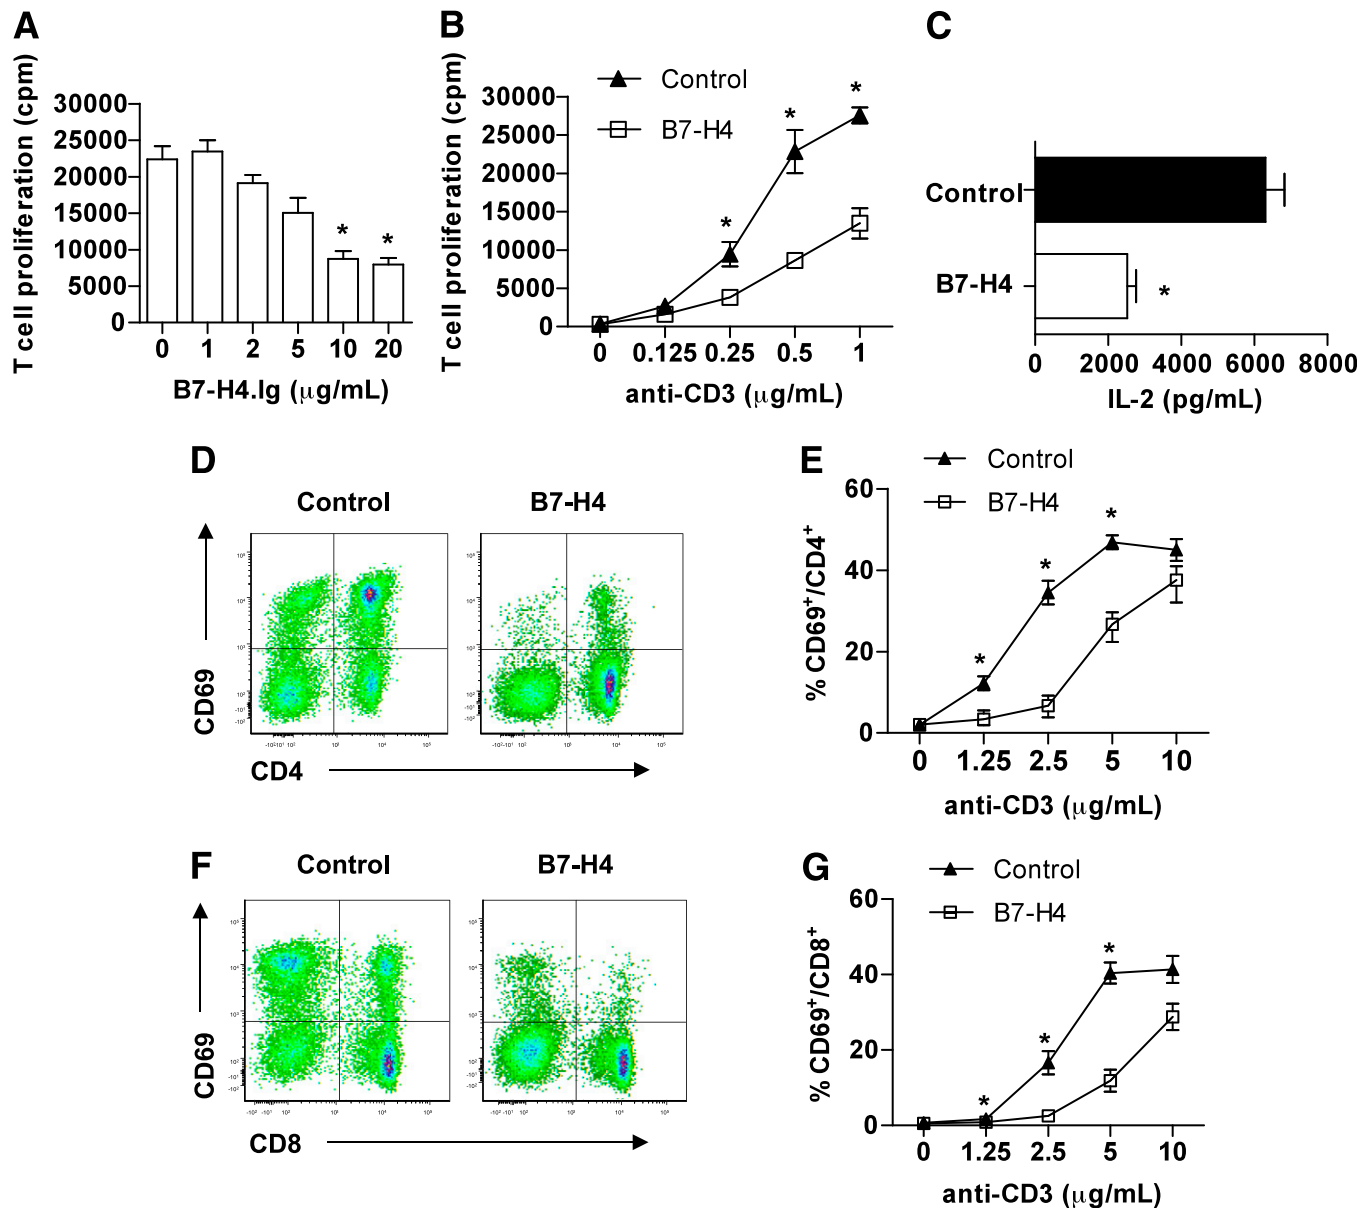 A
T cell proliferation (cpm)
30000
25000
20000
15000
10000
5000
0
* *
0 1 2 5 10 20
B7-H4.Ig (μg/mL)
B
T cell proliferation (cpm)
Control
B7-H4
30000
25000
20000
15000
10000
5000
0
* * *
0 0.125 0.25 0.5 1
anti-CD3 (μg/mL)
C
Control
B7-H4
*
0 2000 4000 6000 8000
IL-2 (pg/mL)
D
Control B7-H4
CD69
CD4
E
Control
B7-H4
% CD69⁺/CD4⁺
60
40
20
0
* * *
0 1.25 2.5 5 10
anti-CD3 (μg/mL)
F
Control B7-H4
CD69
CD8
G
Control
B7-H4
% CD69⁺/CD8⁺
60
40
20
0
* * *
0 1.25 2.5 5 10
anti-CD3 (μg/mL)